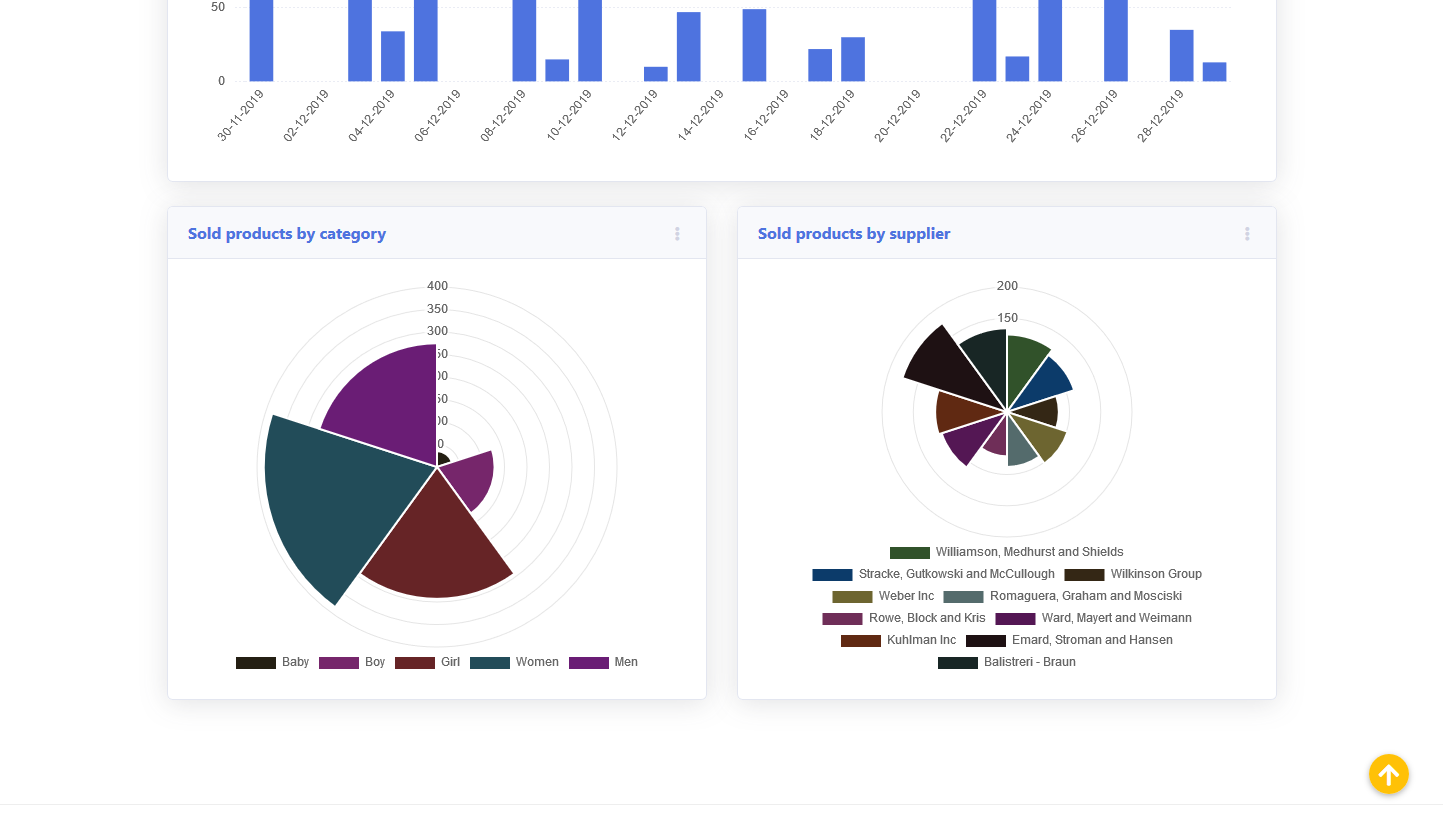 50
0
30-11-2019 02-12-2019 04-12-2019 06-12-2019 08-12-2019 10-12-2019 12-12-2019 14-12-2019 16-12-2019 18-12-2019 20-12-2019 22-12-2019 24-12-2019 26-12-2019 28-12-2019
Sold products by category
400
350
300
50
00
50
00
0
Baby Boy Girl Women Men
Sold products by supplier
200
150
Williamson, Medhurst and Shields
Stracke, Gutkowski and McCullough Wilkinson Group
Weber Inc Romaguera, Graham and Mosciski
Rowe, Block and Kris Ward, Mayert and Weimann
Kuhlman Inc Emard, Stroman and Hansen
Balistreri - Braun